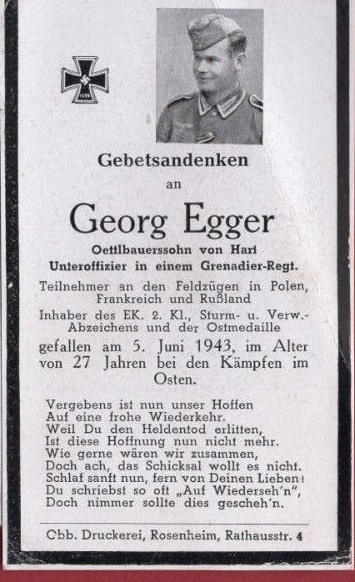 Gebetsandenken
an
Georg Egger
Oettlbauerssohn von Hart
Unteroffizier in einem Grenadier-Regt.
Teilnehmer an den Feldzügen in Polen,
Frankreich und Rußland
Inhaber des EK. 2. Kl., Sturm- u. Verw.-
Abzeichens und der Ostmedaille
gefallen am 5. Juni 1943, im Alter
von 27 Jahren bei den Kämpfen im
Osten.
Vergebens ist nun unser Hoffen
Auf eine frohe Wiederkehr.
Weil Du den Heldentod erlitten,
Ist diese Hoffnung nun nicht mehr.
Wie gerne wären wir zusammen,
Doch ach, das Schicksal wollt es nicht.
Schlaf sanft nun, fern von Deinen Lieben!
Du schriebst so oft „Auf Wiederseh'n",
Doch nimmer sollte dies gescheh'n.
Cbb. Druckerei, Rosenheim, Rathausstr. 4